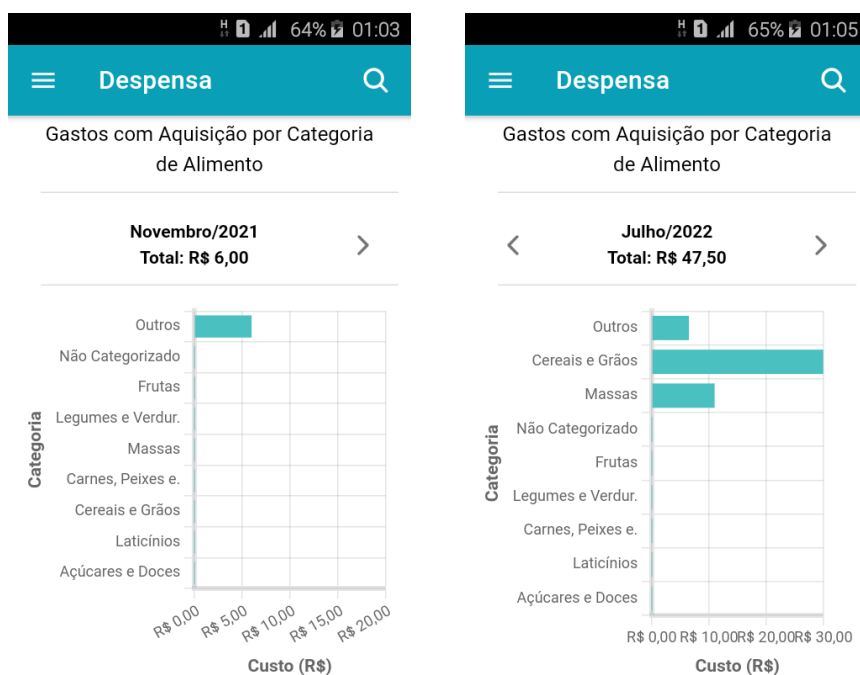 H 1 64% 01:03
Despensa
Gastos com Aquisição por Categoria
de Alimento
Novembro/2021
Total: R$ 6,00
Categoria
Outros
Não Categorizado
Frutas
Legumes e Verdur.
Massas
Carnes, Peixes e.
Cereais e Grãos
Laticínios
Açúcares e Doces
R$ 0,00 R$ 5,00 R$ 10,00 R$ 15,00 R$ 20,00
Custo (R$)
H 1 65% 01:05
Despensa
Gastos com Aquisição por Categoria
de Alimento
Julho/2022
Total: R$ 47,50
Categoria
Outros
Cereais e Grãos
Massas
Não Categorizado
Frutas
Legumes e Verdur.
Carnes, Peixes e.
Laticínios
Açúcares e Doces
R$ 0,00 R$ 10,00R$ 20,00R$ 30,00
Custo (R$)